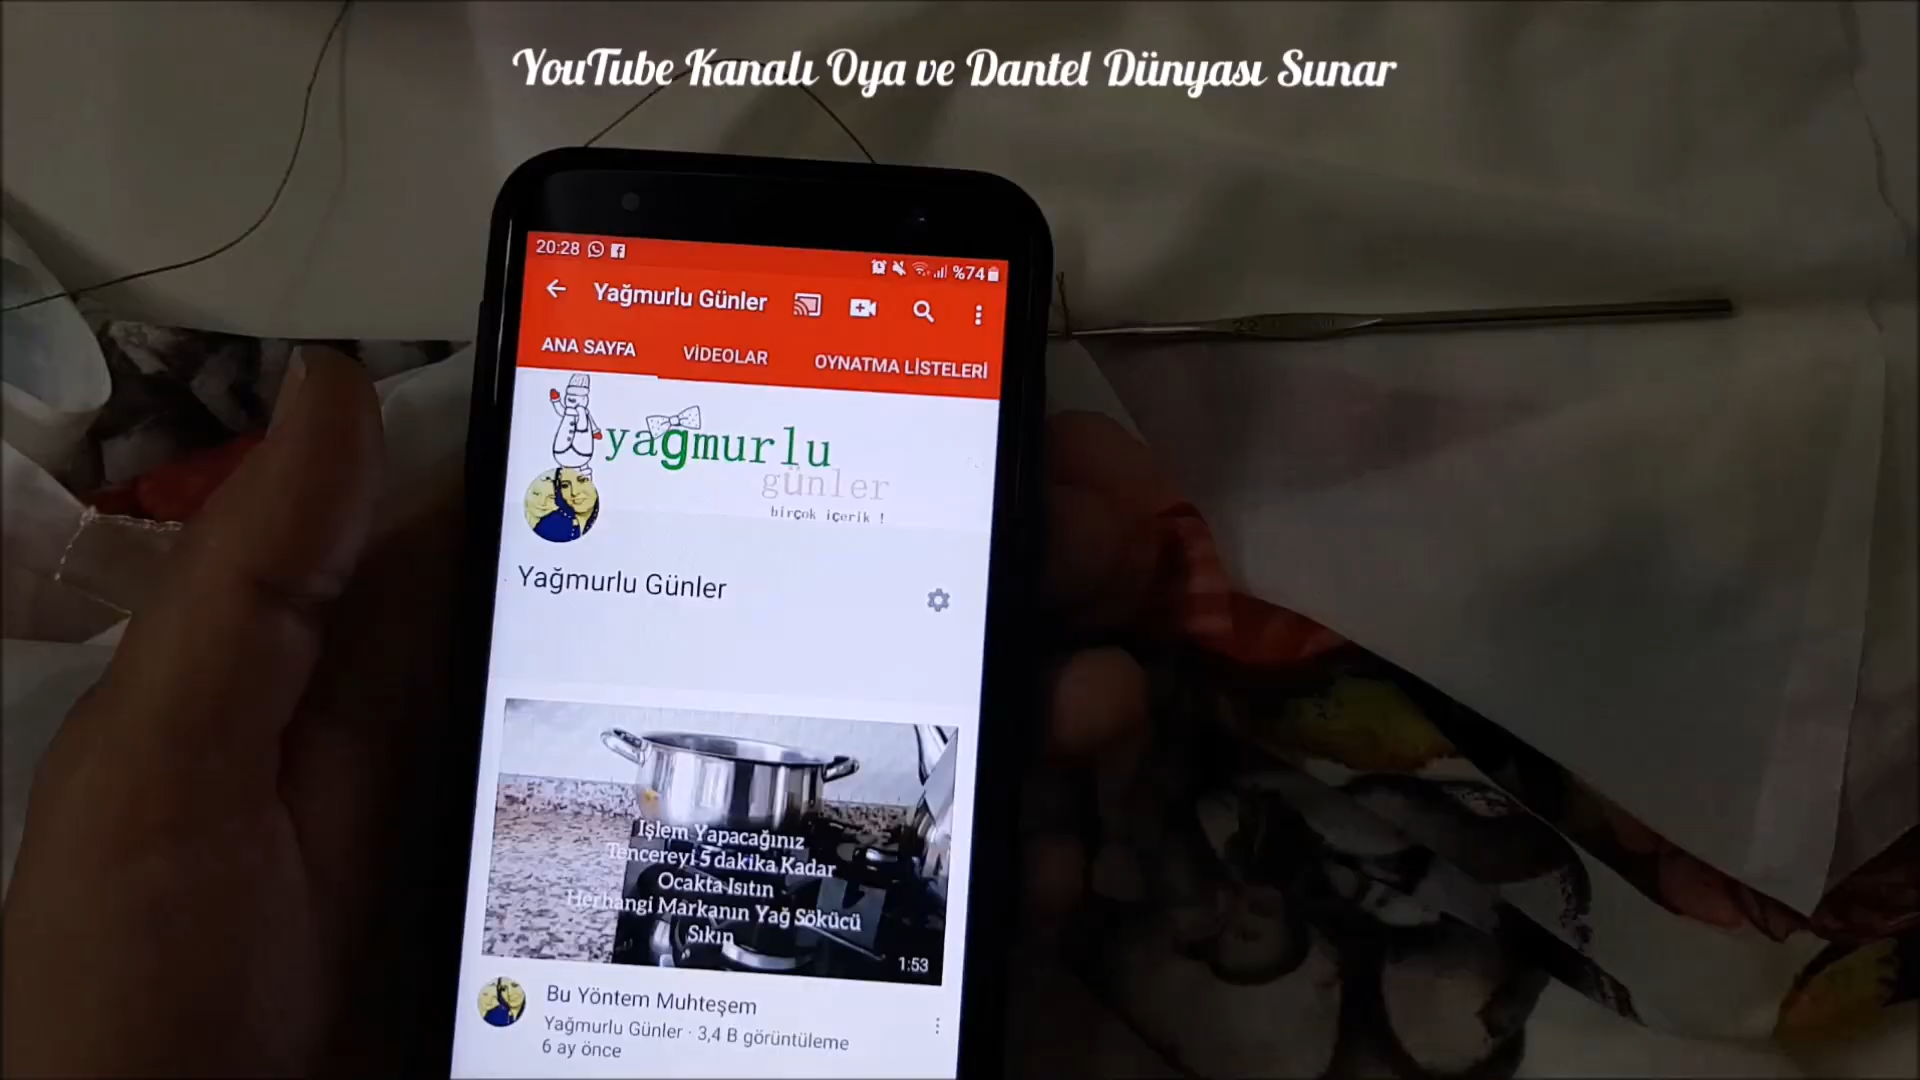 YouTube Kanalı Oya ve Dantel Dünyası Sunar
20:28
%74
Yağmurlu Günler
ANA SAYFA
VİDEOLAR
OYNATMA LİSTELERİ
yağmurlu
günler
birçok içerik !
Yağmurlu Günler
İşlem Yapacağınız
Tencereyi 5 dakika Kadar
Ocakta Isıtın
Herhangi Markanın Yağ Sökücü
Sıkın
1:53
Bu Yöntem Muhteşem
Yağmurlu Günler · 3,4 B görüntüleme
6 ay önce